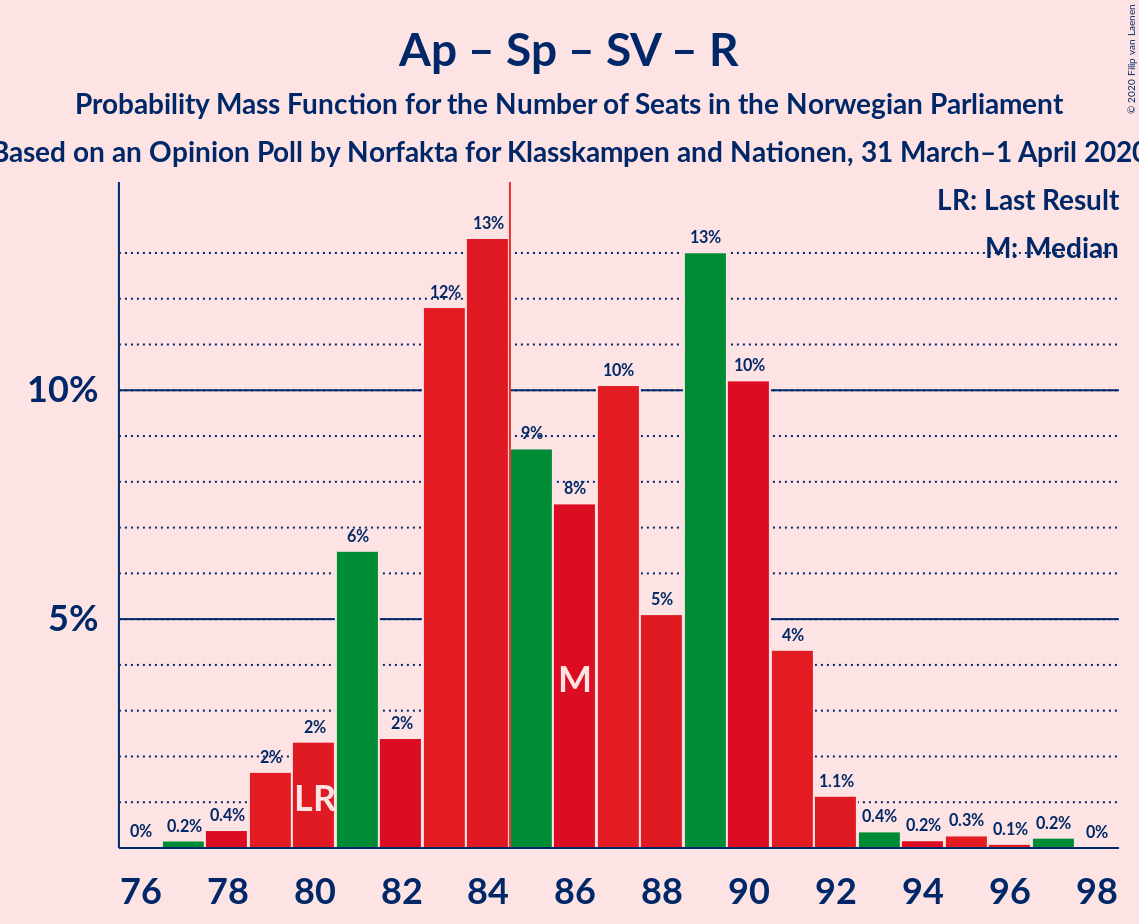 © 2020 Filip van Laenen
Ap – Sp – SV – R
Probability Mass Function for the Number of Seats in the Norwegian Parliament
Based on an Opinion Poll by Norfakta for Klasskampen and Nationen, 31 March–1 April 2020
LR: Last Result
M: Median
10%
5%
0%
0.2%
0.4%
2%
2%
6%
2%
12%
13%
9%
8%
10%
5%
13%
10%
4%
1.1%
0.4%
0.2%
0.3%
0.1%
0.2%
0%
LR
M
76 78 80 82 84 86 88 90 92 94 96 98